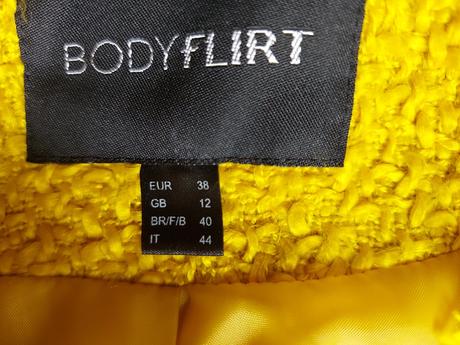 BODYFLIRT
EUR 38
GB 12
BR/F/B 40
IT 44